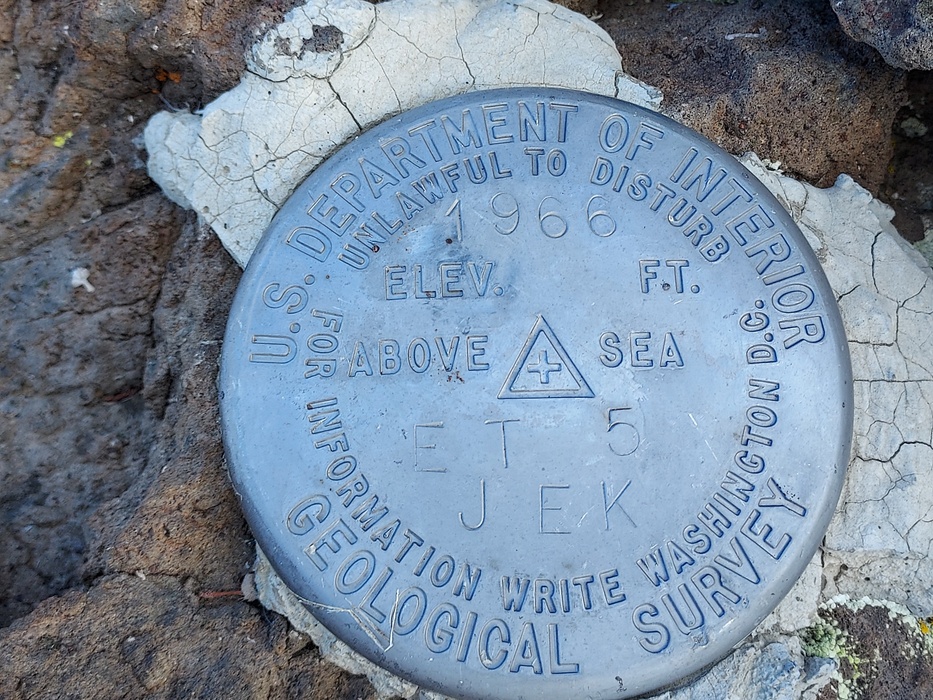 U.S. DEPARTMENT OF INTERIOR
UNLAWFUL TO DISTURB
1966
ELEV. FT.
ABOVE SEA
ET 5
JEK
FOR INFORMATION WRITE WASHINGTON D.C.
GEOLOGICAL SURVEY